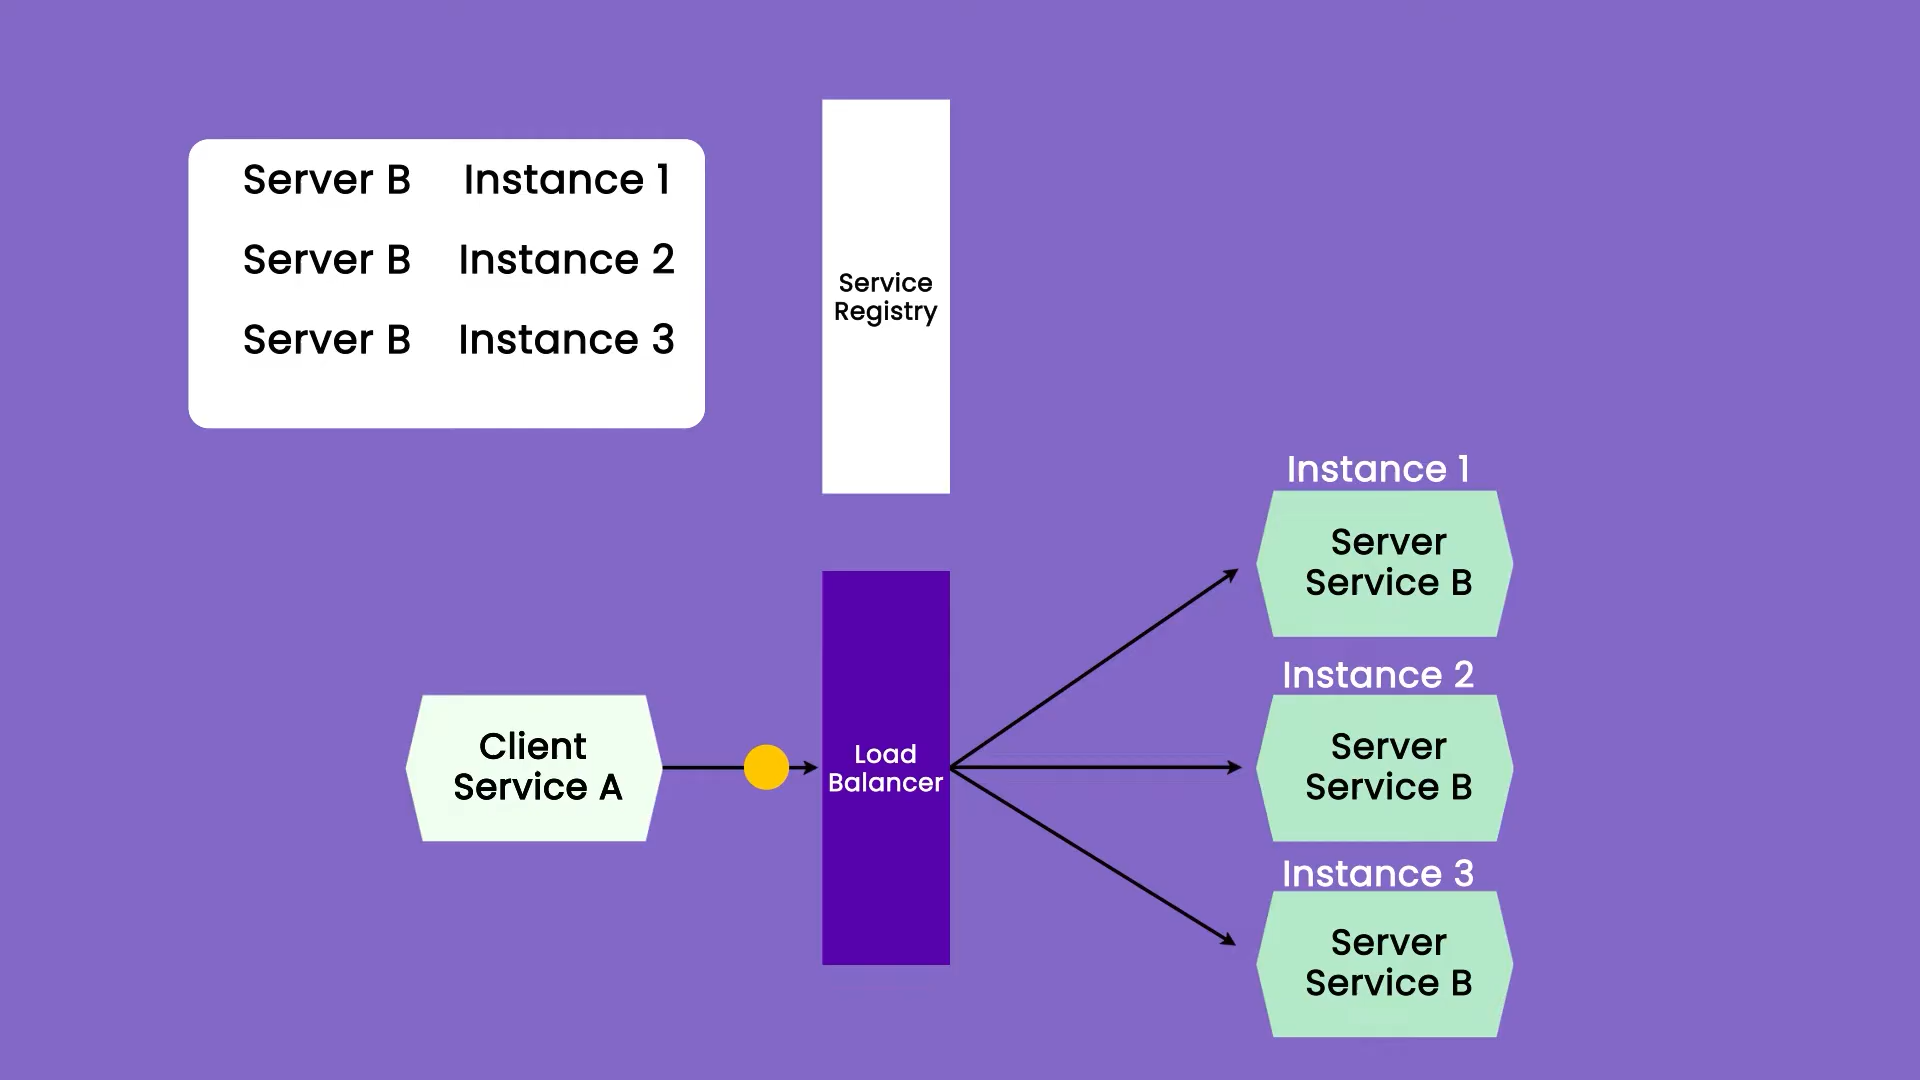 Server B Instance 1
Server B Instance 2
Server B Instance 3
Service
Registry
Client
Service A
Load
Balancer
Instance 1
Server
Service B
Instance 2
Server
Service B
Instance 3
Server
Service B